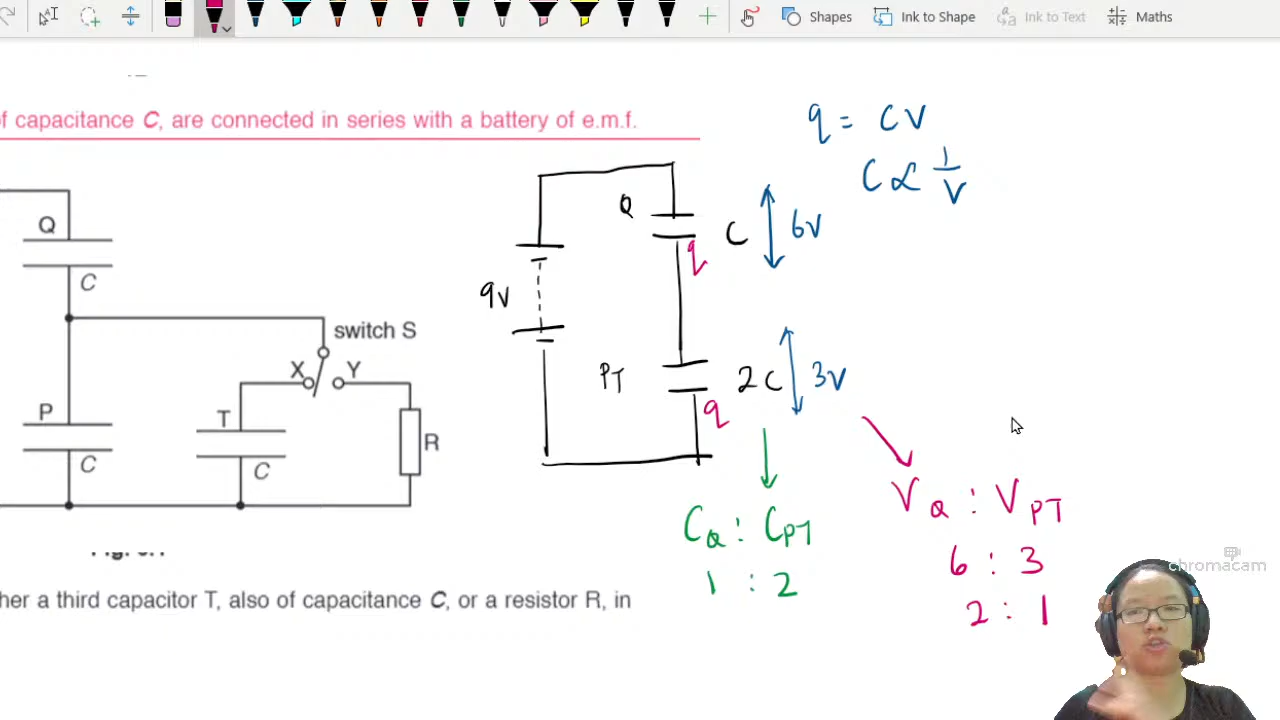 Shapes
Ink to Shape
Ink to Text
Maths
of capacitance C, are connected in series with a battery of e.m.f.
q = CV
C ∝ 1/V
Q
C
switch S
X
Y
P
C
T
C
R
9V
Q
C
6V
q
PT
2C
3V
q
C_Q : C_PT
1 : 2
V_Q : V_PT
6 : 3
2 : 1
her a third capacitor T, also of capacitance C, or a resistor R, in
chromacam